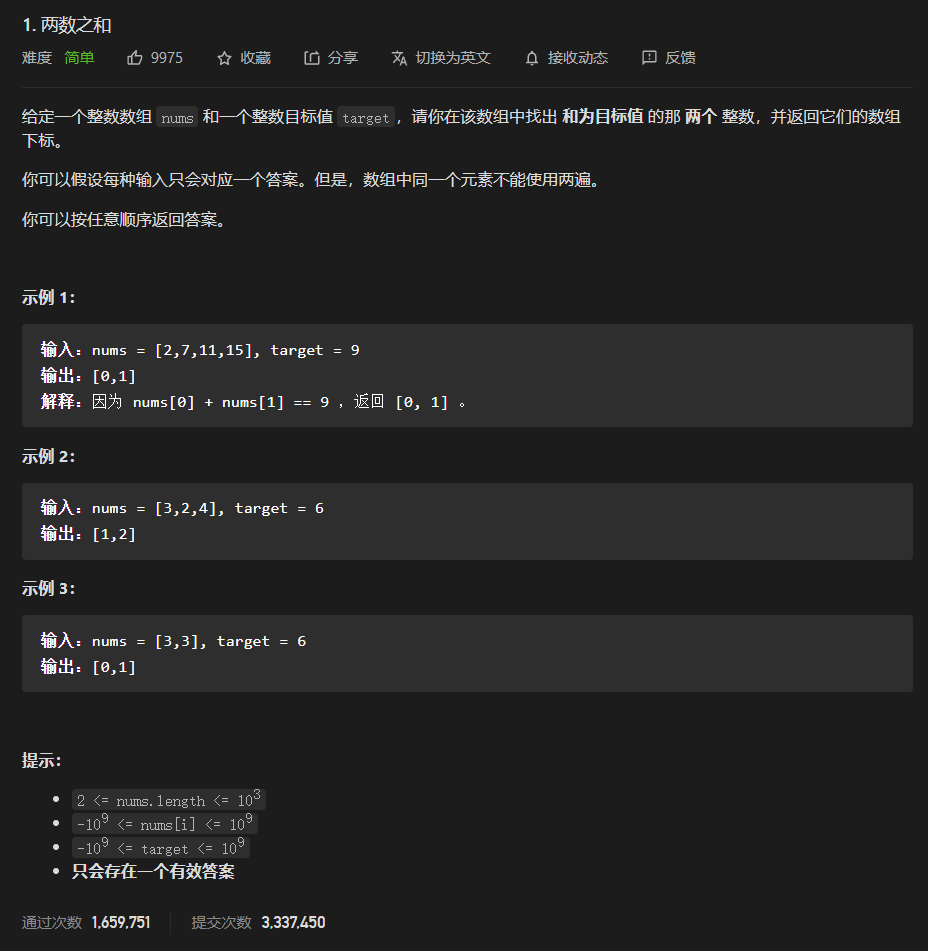 1. 两数之和
难度 简单 9975 收藏 分享 切换为英文 接收动态 反馈
给定一个整数数组 nums 和一个整数目标值 target，请你在该数组中找出 和为目标值 的那 两个 整数，并返回它们的数组
下标。
你可以假设每种输入只会对应一个答案。但是，数组中同一个元素不能使用两遍。
你可以按任意顺序返回答案。
示例 1：
输入：nums = [2,7,11,15], target = 9
输出：[0,1]
解释：因为 nums[0] + nums[1] == 9 ，返回 [0, 1] 。
示例 2：
输入：nums = [3,2,4], target = 6
输出：[1,2]
示例 3：
输入：nums = [3,3], target = 6
输出：[0,1]
提示：
• 2 <= nums.length <= 10³
• -10⁹ <= nums[i] <= 10⁹
• -10⁹ <= target <= 10⁹
• 只会存在一个有效答案
通过次数 1,659,751 提交次数 3,337,450